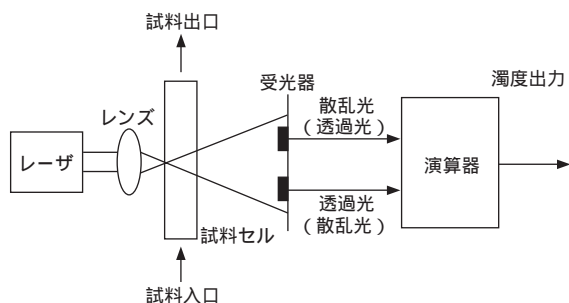 試料出口
レーザ
レンズ
試料セル
試料入口
受光器
散乱光
(透過光)
透過光
(散乱光)
演算器
濁度出力